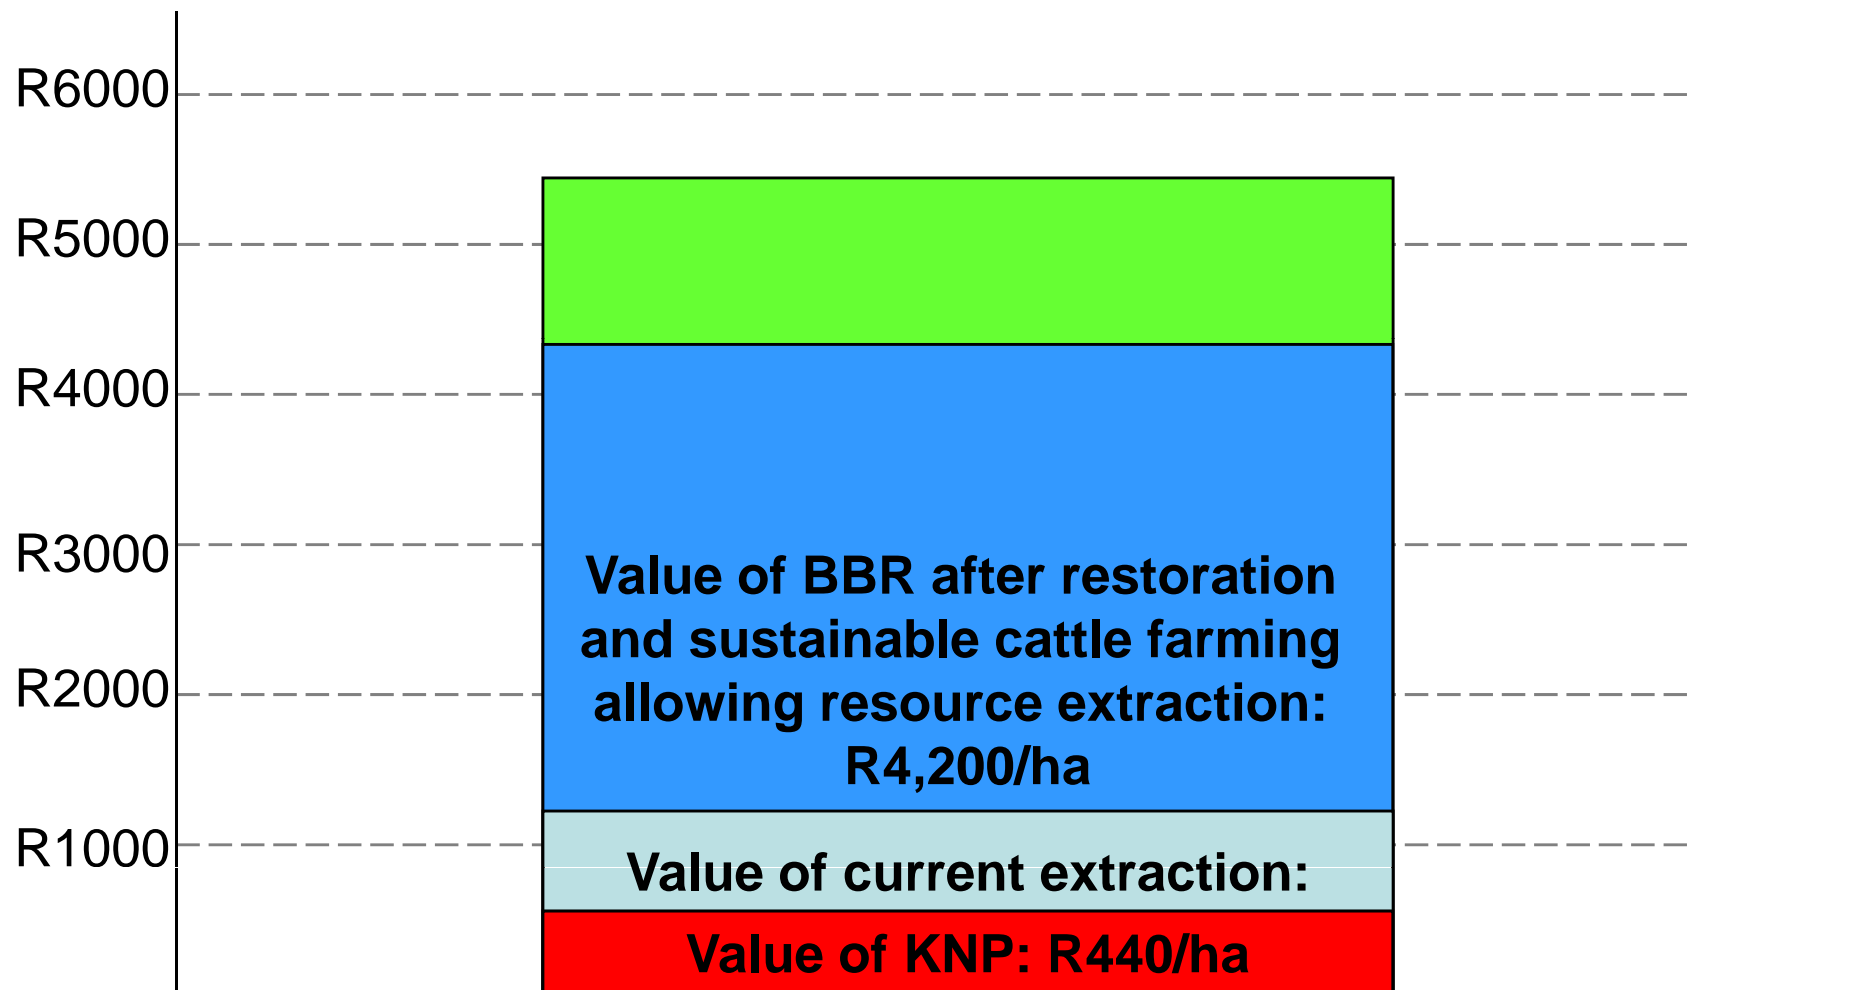 R6000
R5000
R4000
R3000
R2000
R1000
Value of BBR after restoration
and sustainable cattle farming
allowing resource extraction:
R4,200/ha
Value of current extraction:
Value of KNP: R440/ha